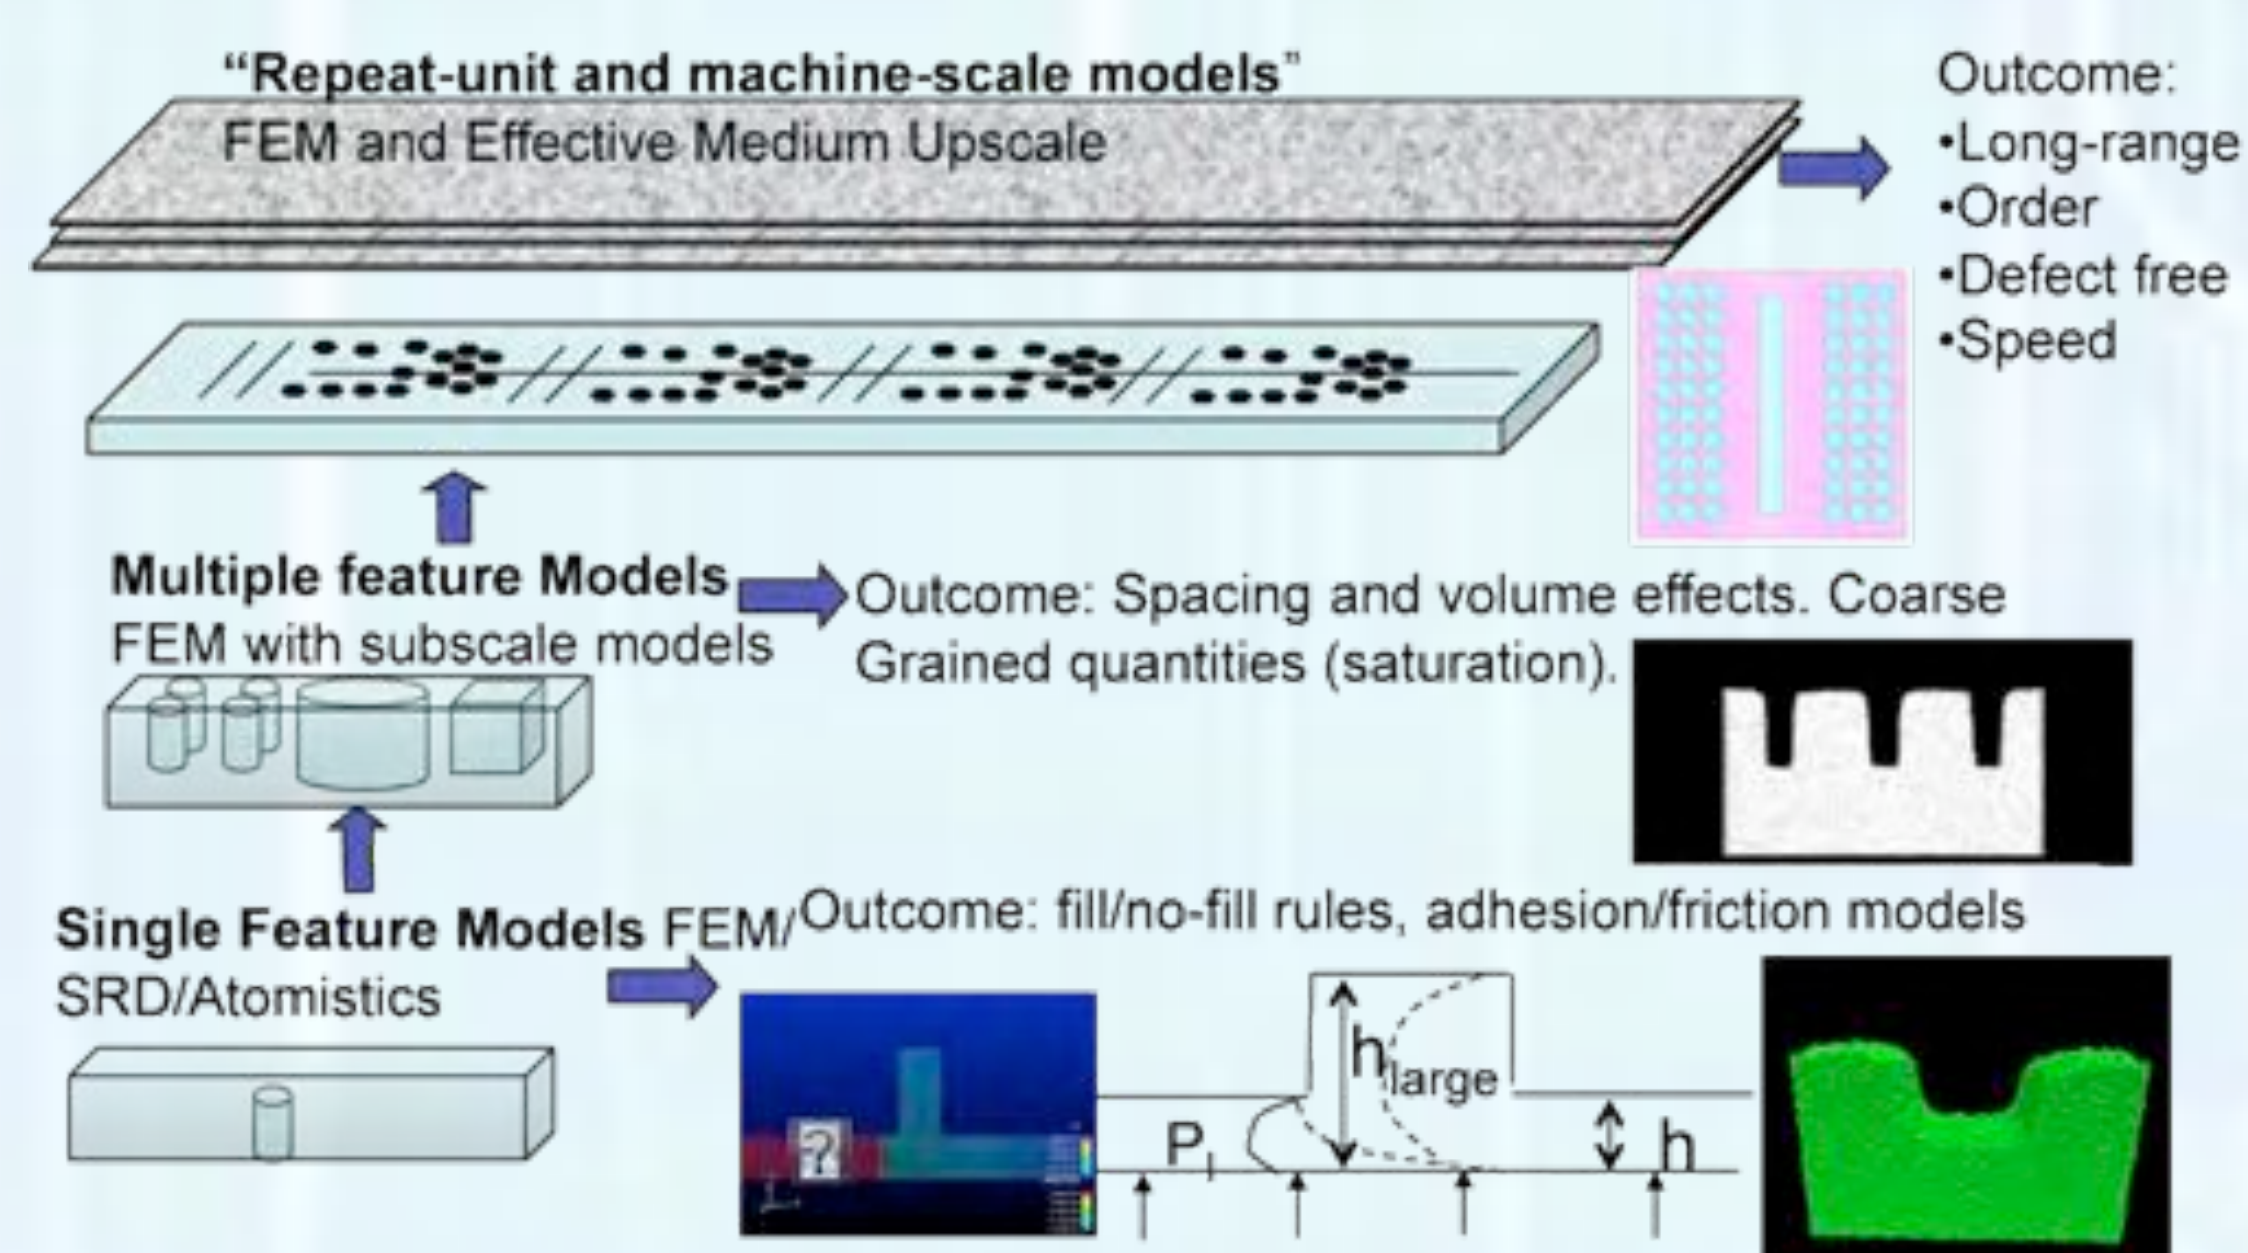 “Repeat-unit and machine-scale models”
FEM and Effective Medium Upscale
Outcome:
•Long-range
•Order
•Defect free
•Speed
Multiple feature Models
FEM with subscale models
Outcome: Spacing and volume effects. Coarse
Grained quantities (saturation).
Single Feature Models FEM/
SRD/Atomistics
Outcome: fill/no-fill rules, adhesion/friction models
?
hlarge
Pl
h